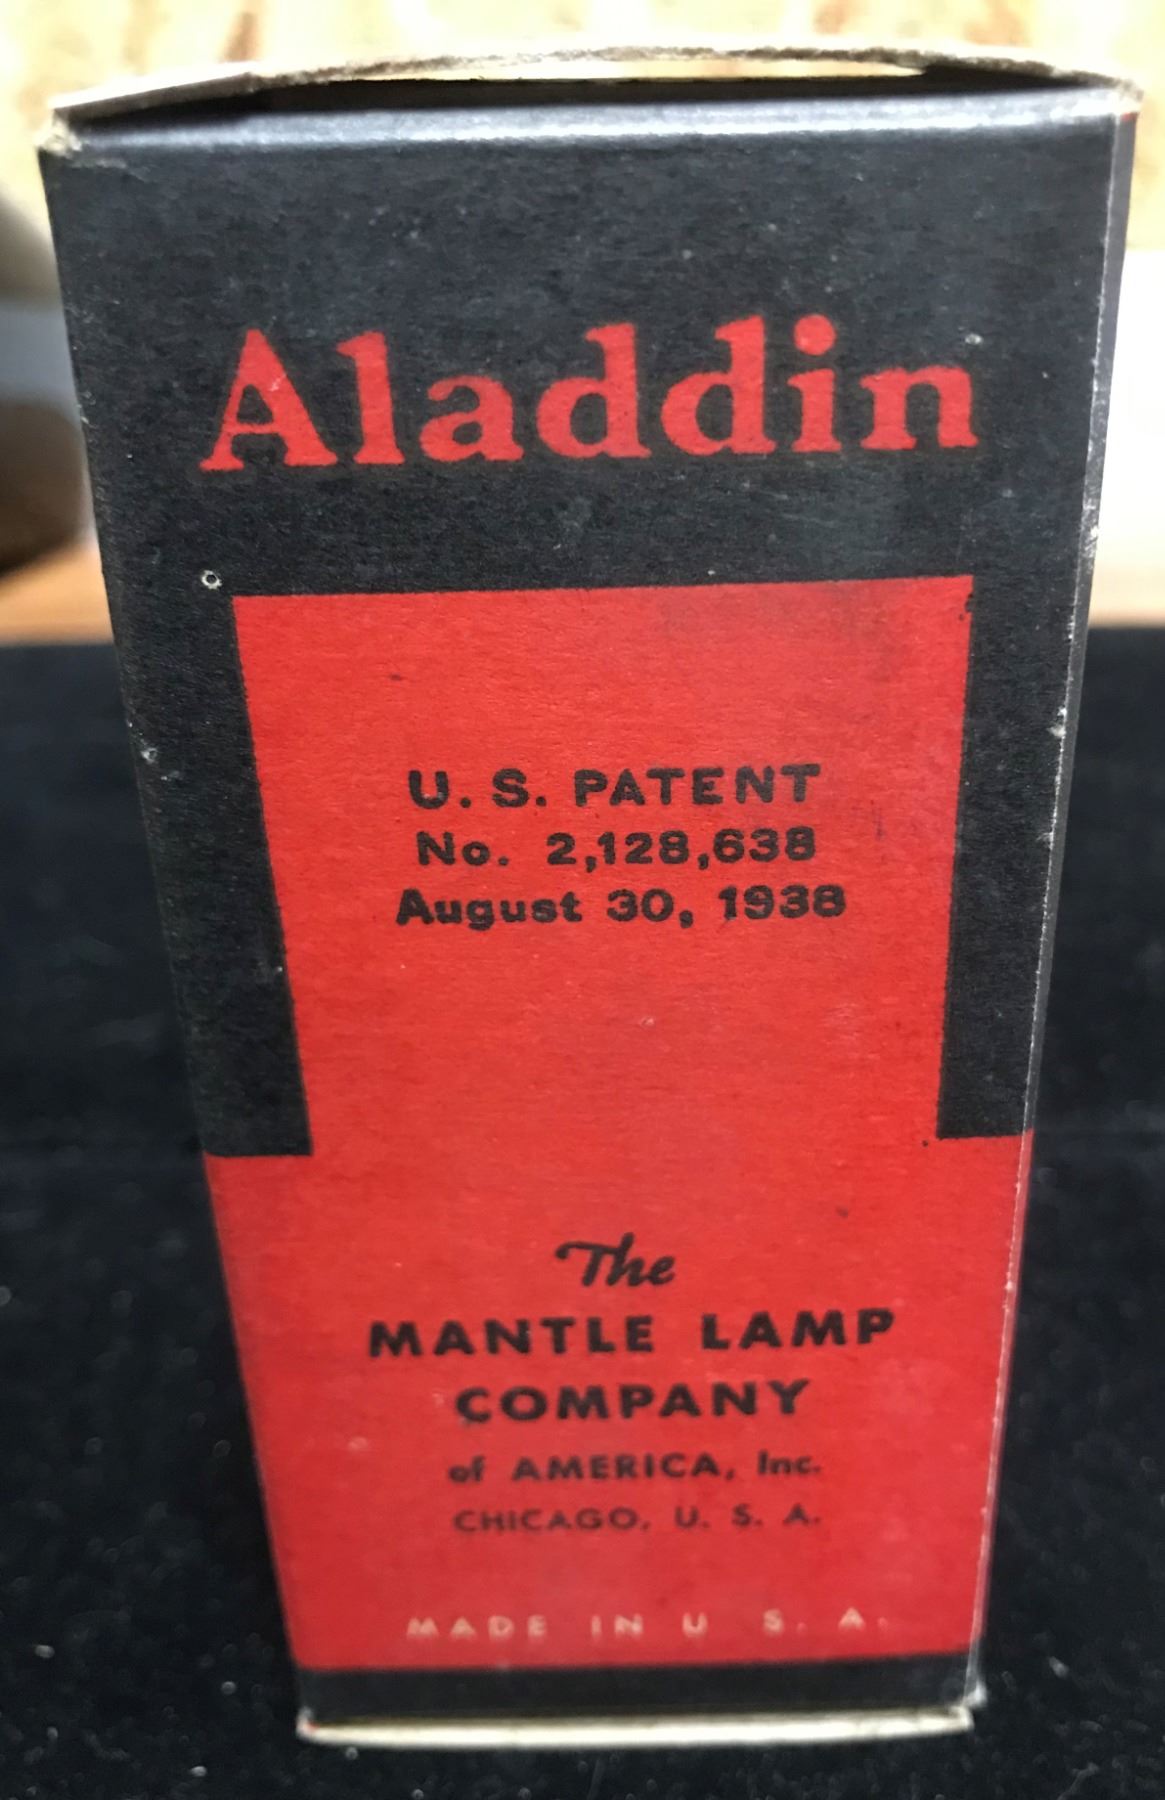 Aladdin
U. S. PATENT
No. 2,128,638
August 30, 1938
The
MANTLE LAMP
COMPANY
of AMERICA, Inc.
CHICAGO, U. S. A.
MADE IN U S. A.